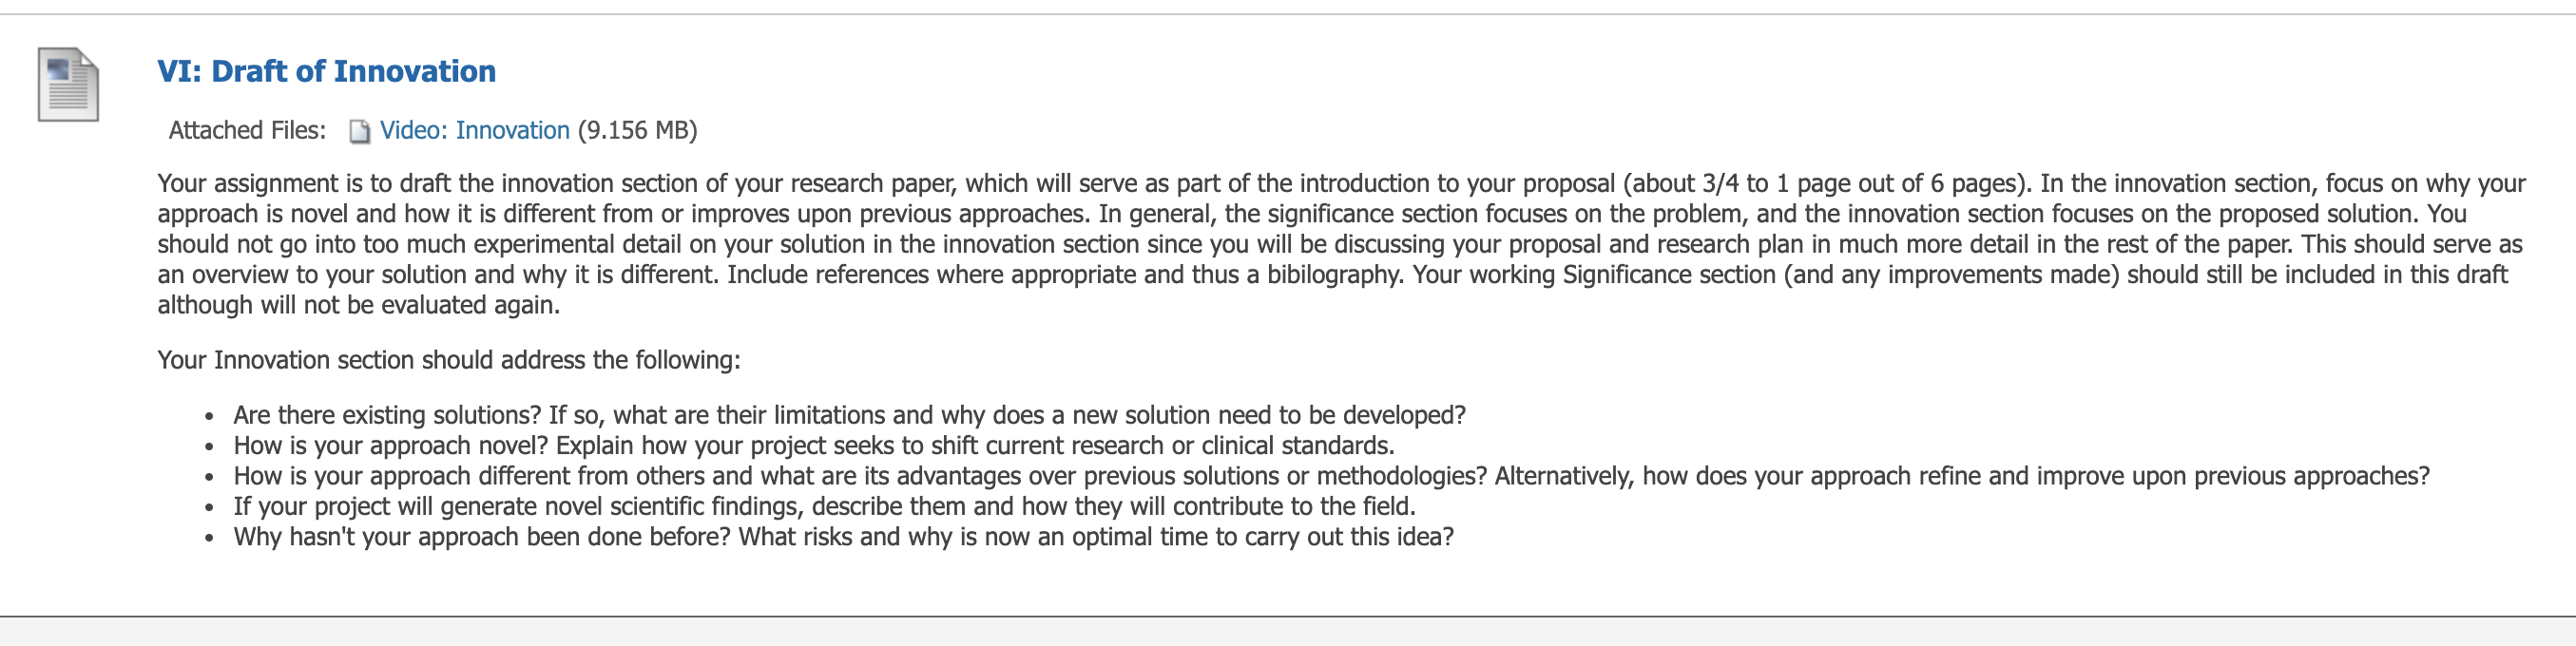 VI: Draft of Innovation
Attached Files: Video: Innovation (9.156 MB)
Your assignment is to draft the innovation section of your research paper, which will serve as part of the introduction to your proposal (about 3/4 to 1 page out of 6 pages). In the innovation section, focus on why your
approach is novel and how it is different from or improves upon previous approaches. In general, the significance section focuses on the problem, and the innovation section focuses on the proposed solution. You
should not go into too much experimental detail on your solution in the innovation section since you will be discussing your proposal and research plan in much more detail in the rest of the paper. This should serve as
an overview to your solution and why it is different. Include references where appropriate and thus a bibilography. Your working Significance section (and any improvements made) should still be included in this draft
although will not be evaluated again.
Your Innovation section should address the following:
• Are there existing solutions? If so, what are their limitations and why does a new solution need to be developed?
• How is your approach novel? Explain how your project seeks to shift current research or clinical standards.
• How is your approach different from others and what are its advantages over previous solutions or methodologies? Alternatively, how does your approach refine and improve upon previous approaches?
• If your project will generate novel scientific findings, describe them and how they will contribute to the field.
• Why hasn't your approach been done before? What risks and why is now an optimal time to carry out this idea?